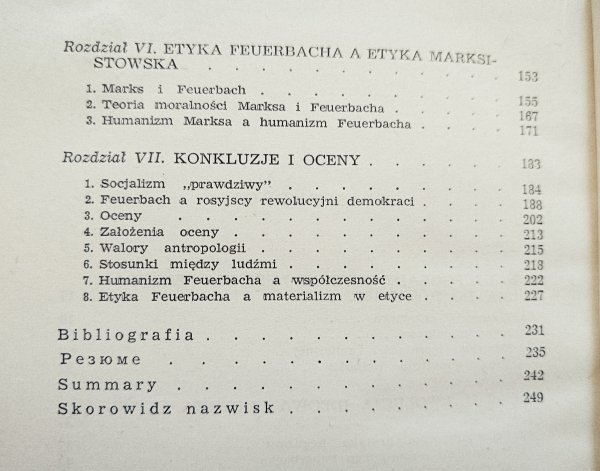 Rozdział VI. ETYKA FEUERBACHA A ETYKA MARKSI-
STOWSKA . . . . . . . . . . . 153
1. Marks i Feuerbach . . . . . . . . 155
2. Teoria moralności Marksa i Feuerbacha . . . . 167
3. Humanizm Marksa a humanizm Feuerbacha . . . . 171
Rozdział VII. KONKLUZJE I OCENY . . . . . . 183
1. Socjalizm „prawdziwy” . . . . . . . 184
2. Feuerbach a rosyjscy rewolucyjni demokraci . . . . 188
3. Oceny . . . . . . . . . . . 202
4. Założenia oceny . . . . . . . . . 213
5. Walory antropologii . . . . . . . . 215
6. Stosunki między ludźmi . . . . . . . 218
7. Humanizm Feuerbacha a współczesność . . . . 222
8. Etyka Feuerbacha a materializm w etyce . . . . 227
Bibliografia . . . . . . . . . . 231
Резюме . . . . . . . . . . . 235
Summary . . . . . . . . . . . 242
Skorowidz nazwisk . . . . . . . . 249